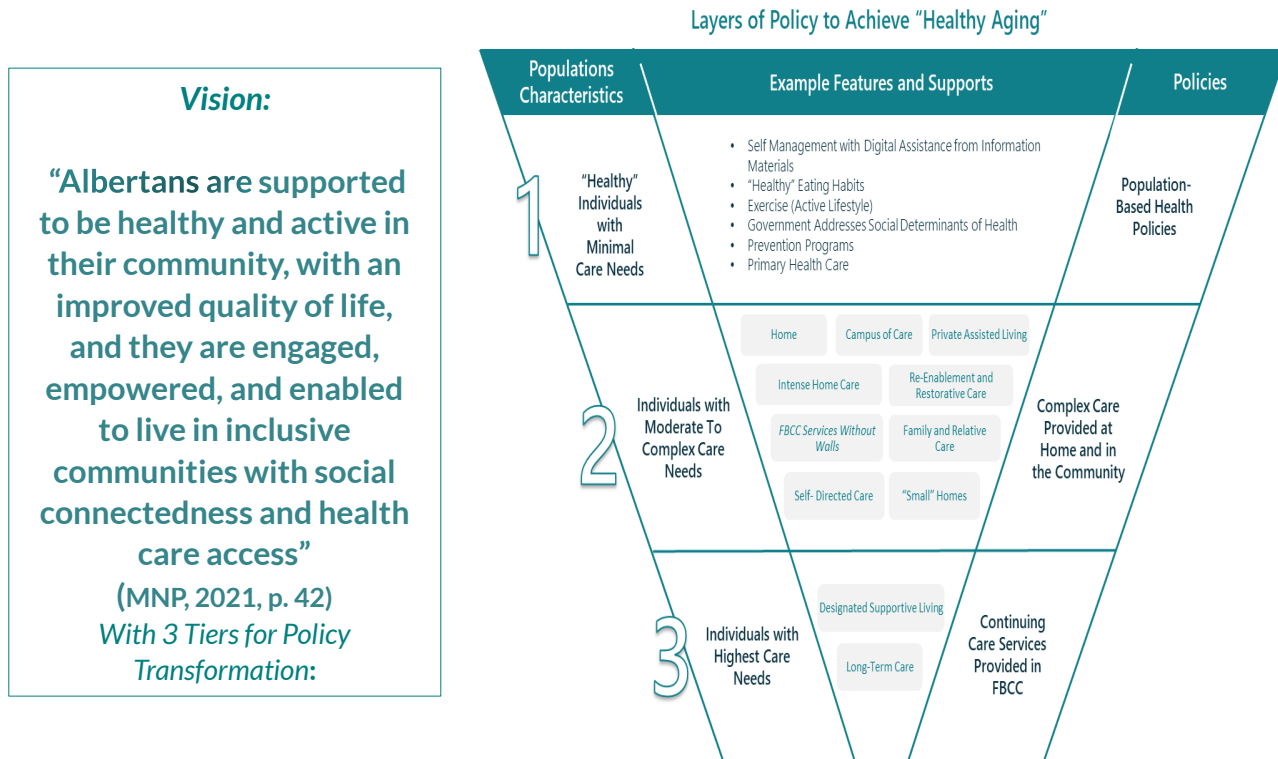 Vision:
“Albertans are supported
to be healthy and active in
their community, with an
improved quality of life,
and they are engaged,
empowered, and enabled
to live in inclusive
communities with social
connectedness and health
care access”
(MNP, 2021, p. 42)
With 3 Tiers for Policy
Transformation:
Layers of Policy to Achieve “Healthy Aging”
Populations
Characteristics
Example Features and Supports
Policies
1
“Healthy”
Individuals
with
Minimal
Care Needs
• Self Management with Digital Assistance from Information
Materials
• “Healthy” Eating Habits
• Exercise (Active Lifestyle)
• Government Addresses Social Determinants of Health
• Prevention Programs
• Primary Health Care
Population-
Based Health
Policies
2
Individuals with
Moderate To
Complex Care
Needs
Home
Campus of Care
Private Assisted Living
Intense Home Care
Re-Enablement and
Restorative Care
FBCC Services Without
Walls
Family and Relative
Care
Self- Directed Care
“Small” Homes
Complex Care
Provided at
Home and in
the Community
3
Individuals with
Highest Care
Needs
Designated Supportive Living
Long-Term Care
Continuing
Care Services
Provided in
FBCC